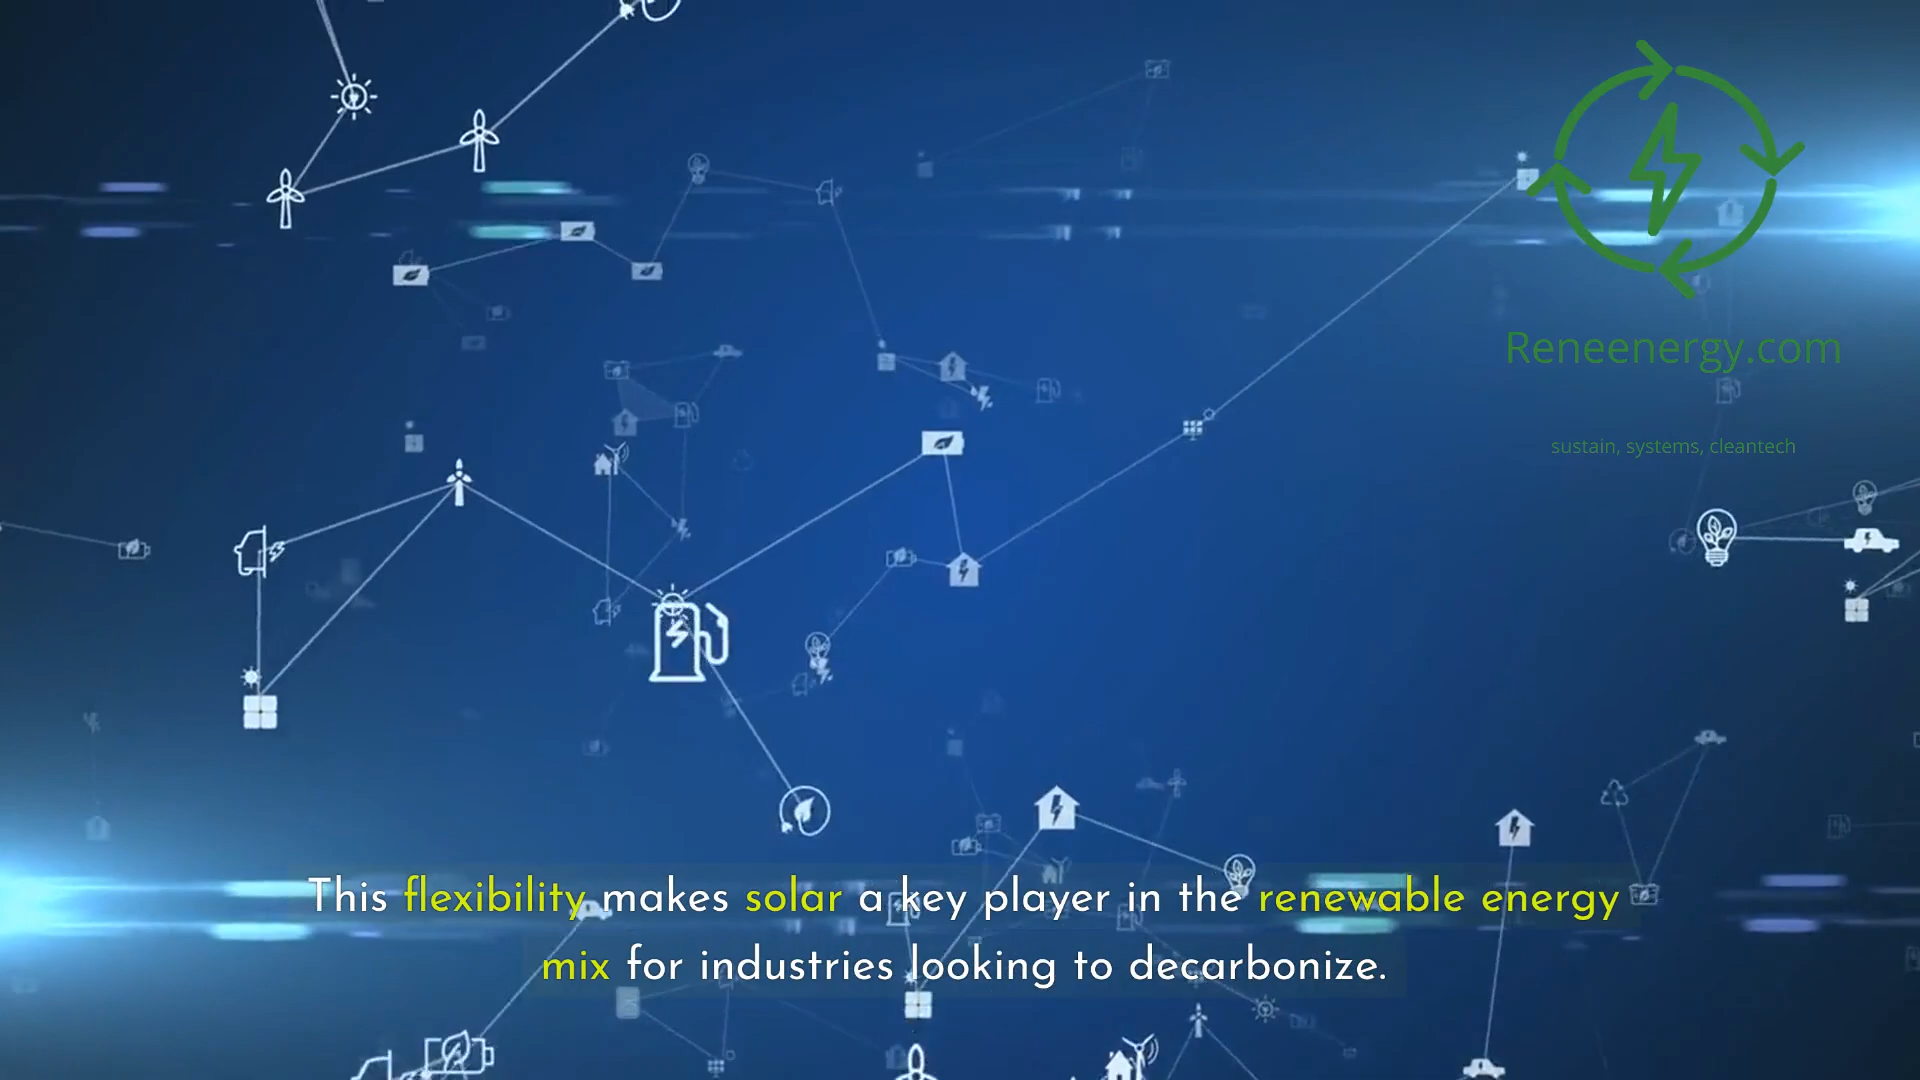 Reneenergy.com
sustain, systems, cleantech
This flexibility makes solar a key player in the renewable energy
mix for industries looking to decarbonize.